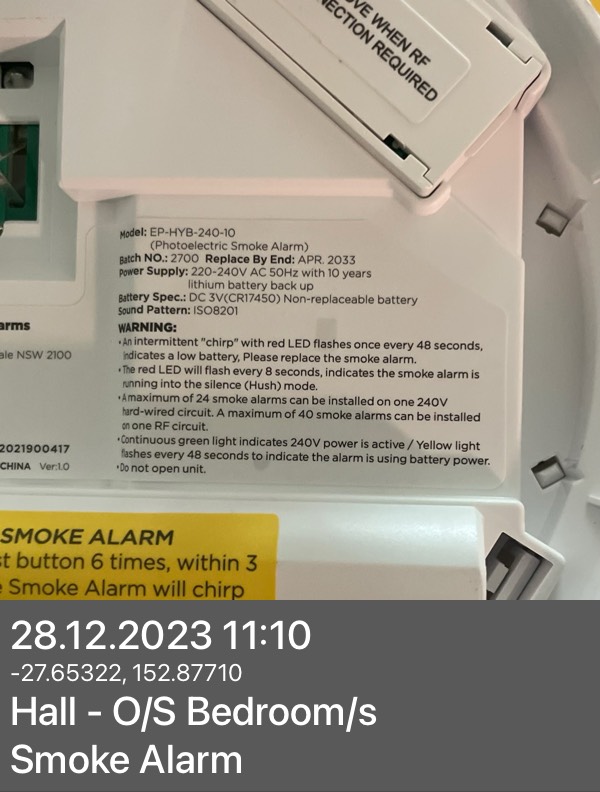 OVE WHEN RF
NECTION REQUIRED
Model: EP-HYB-240-10
(Photoelectric Smoke Alarm)
Batch NO.: 2700 Replace By End: APR. 2033
Power Supply: 220-240V AC 50Hz with 10 years
lithium battery back up
Battery Spec.: DC 3V(CR17450) Non-replaceable battery
Sound Pattern: ISO8201
WARNING:
•An intermittent "chirp" with red LED flashes once every 48 seconds,
indicates a low battery, Please replace the smoke alarm.
•The red LED will flash every 8 seconds, indicates the smoke alarm is
running into the silence (Hush) mode.
•A maximum of 24 smoke alarms can be installed on one 240V
hard-wired circuit. A maximum of 40 smoke alarms can be installed
on one RF circuit.
•Continuous green light indicates 240V power is active / Yellow light
flashes every 48 seconds to indicate the alarm is using battery power.
•Do not open unit.
arms
ale NSW 2100
2021900417
CHINA Ver:1.0
SMOKE ALARM
st button 6 times, within 3
e Smoke Alarm will chirp
28.12.2023 11:10
-27.65322, 152.87710
Hall - O/S Bedroom/s
Smoke Alarm